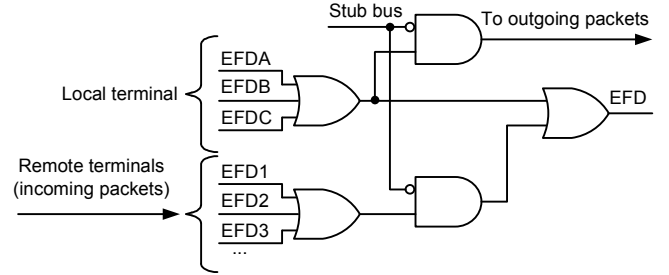 Stub bus
To outgoing packets
EFDA
Local terminal
EFDB
EFDC
EFD
Remote terminals
(incoming packets)
EFD1
EFD2
EFD3
...